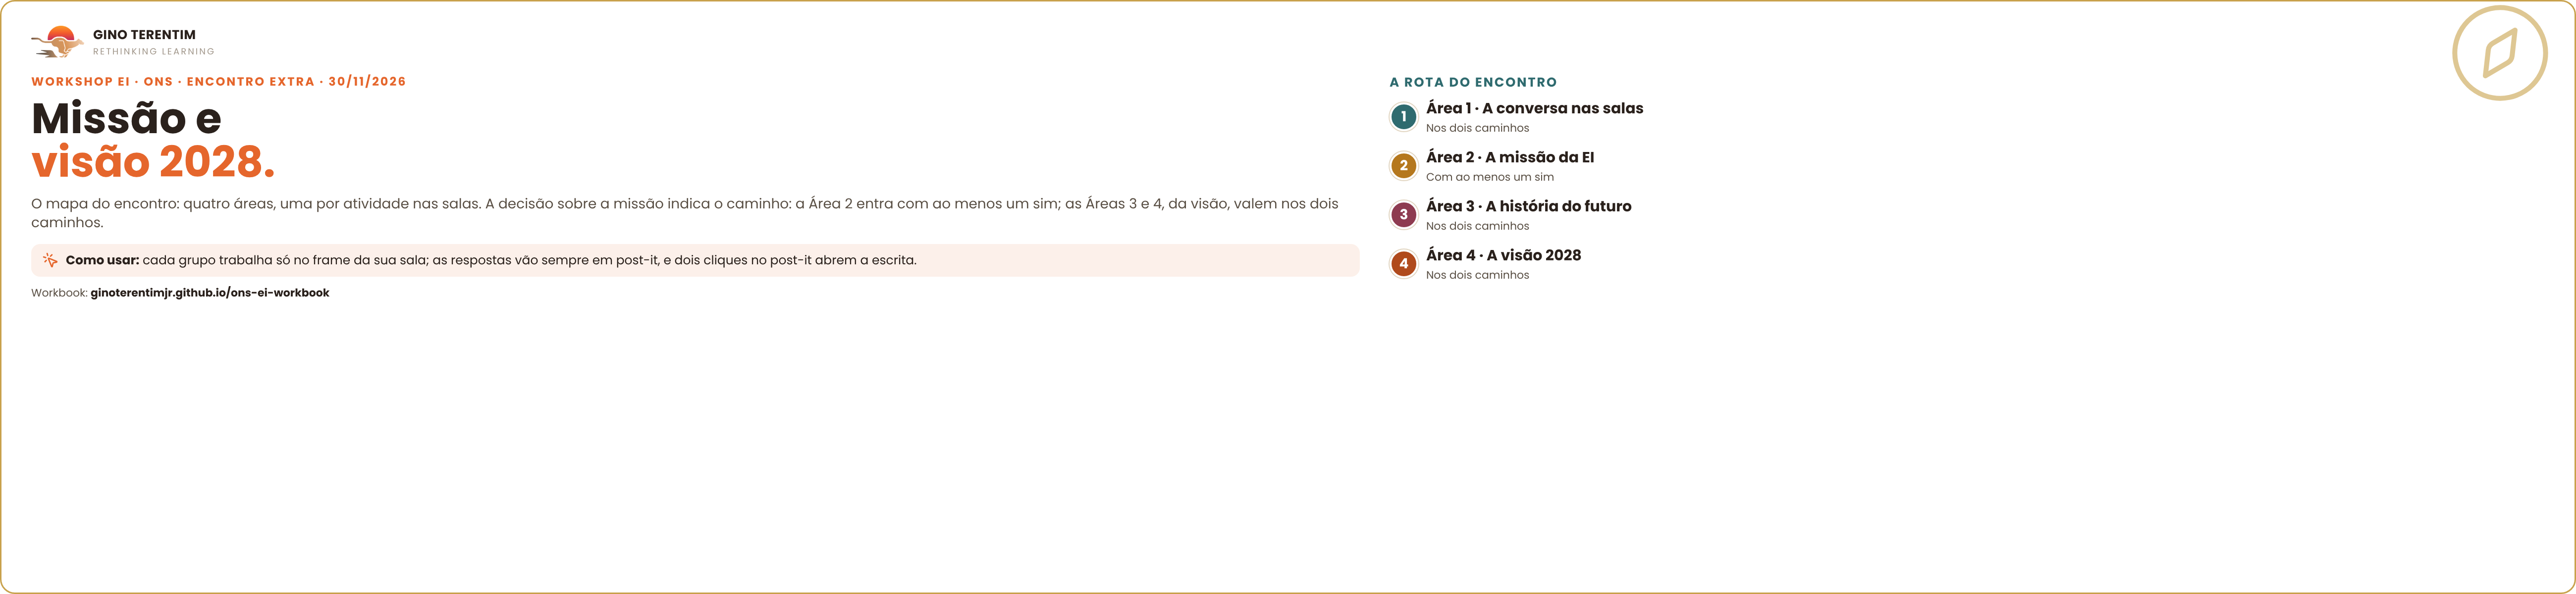 GINO TERENTIM
RETHINKING LEARNING
WORKSHOP EI · ONS · ENCONTRO EXTRA · 30/11/2026
Missão e
visão 2028.
O mapa do encontro: quatro áreas, uma por atividade nas salas. A decisão sobre a missão indica o caminho: a Área 2 entra com ao menos um sim; as Áreas 3 e 4, da visão, valem nos dois
caminhos.
Como usar: cada grupo trabalha só no frame da sua sala; as respostas vão sempre em post-it, e dois cliques no post-it abrem a escrita.
Workbook: ginoterentimjr.github.io/ons-ei-workbook
A ROTA DO ENCONTRO
1 Área 1 · A conversa nas salas
Nos dois caminhos
2 Área 2 · A missão da EI
Com ao menos um sim
3 Área 3 · A história do futuro
Nos dois caminhos
4 Área 4 · A visão 2028
Nos dois caminhos